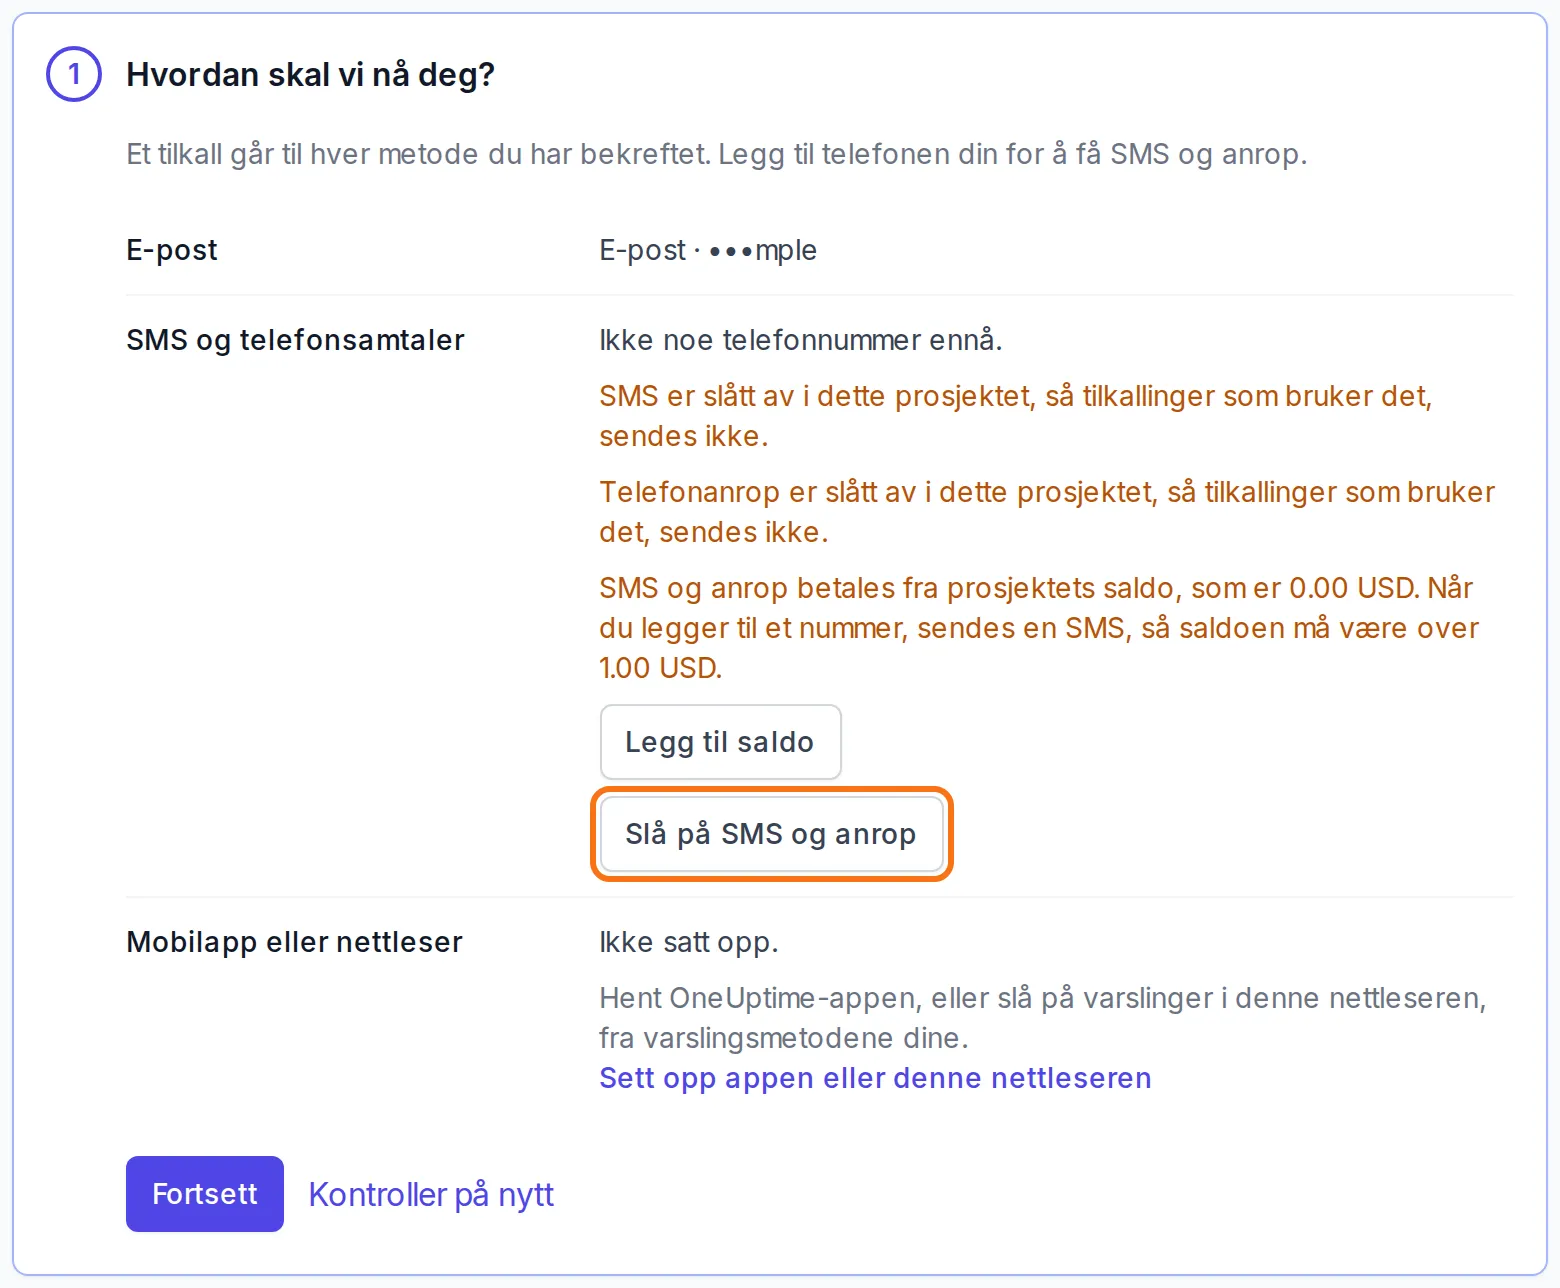 1 Hvordan skal vi nå deg?
Et tilkall går til hver metode du har bekreftet. Legg til telefonen din for å få SMS og anrop.
E-post E-post · •••mple
SMS og telefonsamtaler Ikke noe telefonnummer ennå.
SMS er slått av i dette prosjektet, så tilkallinger som bruker det,
sendes ikke.
Telefonanrop er slått av i dette prosjektet, så tilkallinger som bruker
det, sendes ikke.
SMS og anrop betales fra prosjektets saldo, som er 0.00 USD. Når
du legger til et nummer, sendes en SMS, så saldoen må være over
1.00 USD.
Legg til saldo
Slå på SMS og anrop
Mobilapp eller nettleser Ikke satt opp.
Hent OneUptime-appen, eller slå på varslinger i denne nettleseren,
fra varslingsmetodene dine.
Sett opp appen eller denne nettleseren
Fortsett Kontroller på nytt